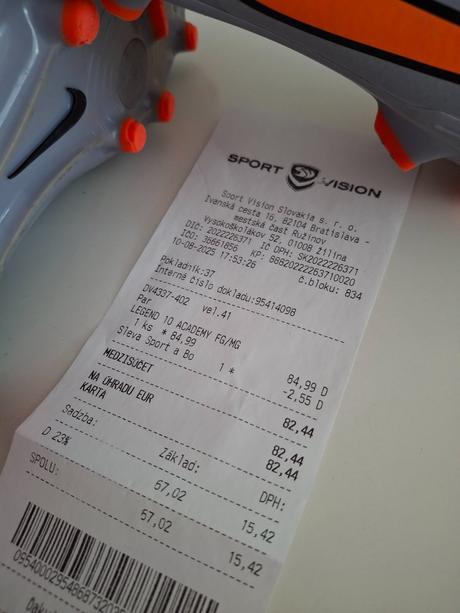 SPORT VISION
Sport Vision Slovakia s. r. o.
Ivanská cesta 16, 82104 Bratislava -
mestská časť Ružinov
Vysokoškolákov 52, 01008 Žilina
DIČ: 2022226371 IČ DPH: SK2022226371
IČO: 36661856 KP: 88820222263710020
10-08-2025 17:53:26 č.bloku: 834
Pokladník:37
Interné číslo dokladu:95414098
DV4337-402 vel.41
Par
LEGEND 10 ACADEMY FG/MG
1 ks * 84,99 84,99 D
Sleva Sport a Bo 1 * -2,55 D
MEDZISÚČET 82,44
NA ÚHRADU EUR 82,44
KARTA 82,44
Sadzba: Základ: DPH:
D 23% 67,02 15,42
SPOLU: 67,02 15,42